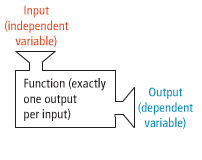 Input
(independent
variable)
Function (exactly
one output
per input)
Output
(dependent
variable)